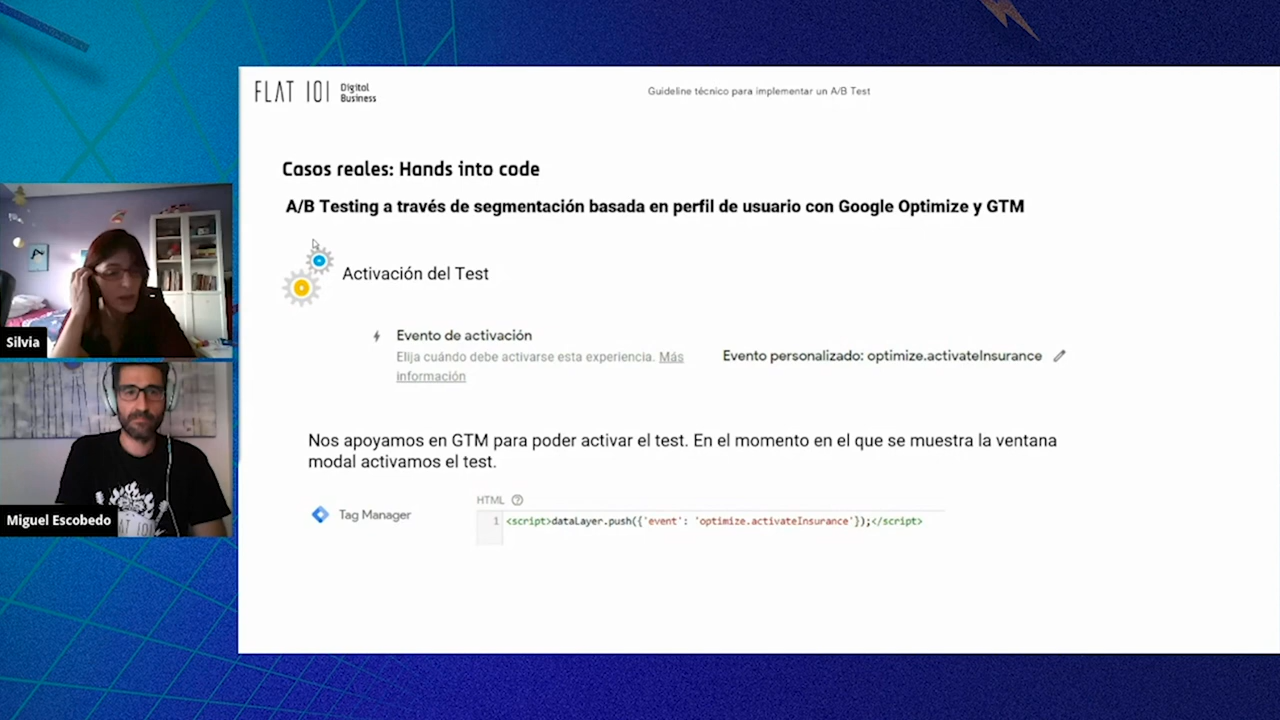 FLAT 101 Digital
Business
Guideline técnico para implementar un A/B Test
Casos reales: Hands into code
A/B Testing a través de segmentación basada en perfil de usuario con Google Optimize y GTM
Activación del Test
Evento de activación
Elija cuándo debe activarse esta experiencia. Más
información
Evento personalizado: optimize.activateInsurance
Nos apoyamos en GTM para poder activar el test. En el momento en el que se muestra la ventana
modal activamos el test.
Tag Manager
HTML
1 <script>dataLayer.push({'event': 'optimize.activateInsurance'});</script>
Silvia
Miguel Escobedo